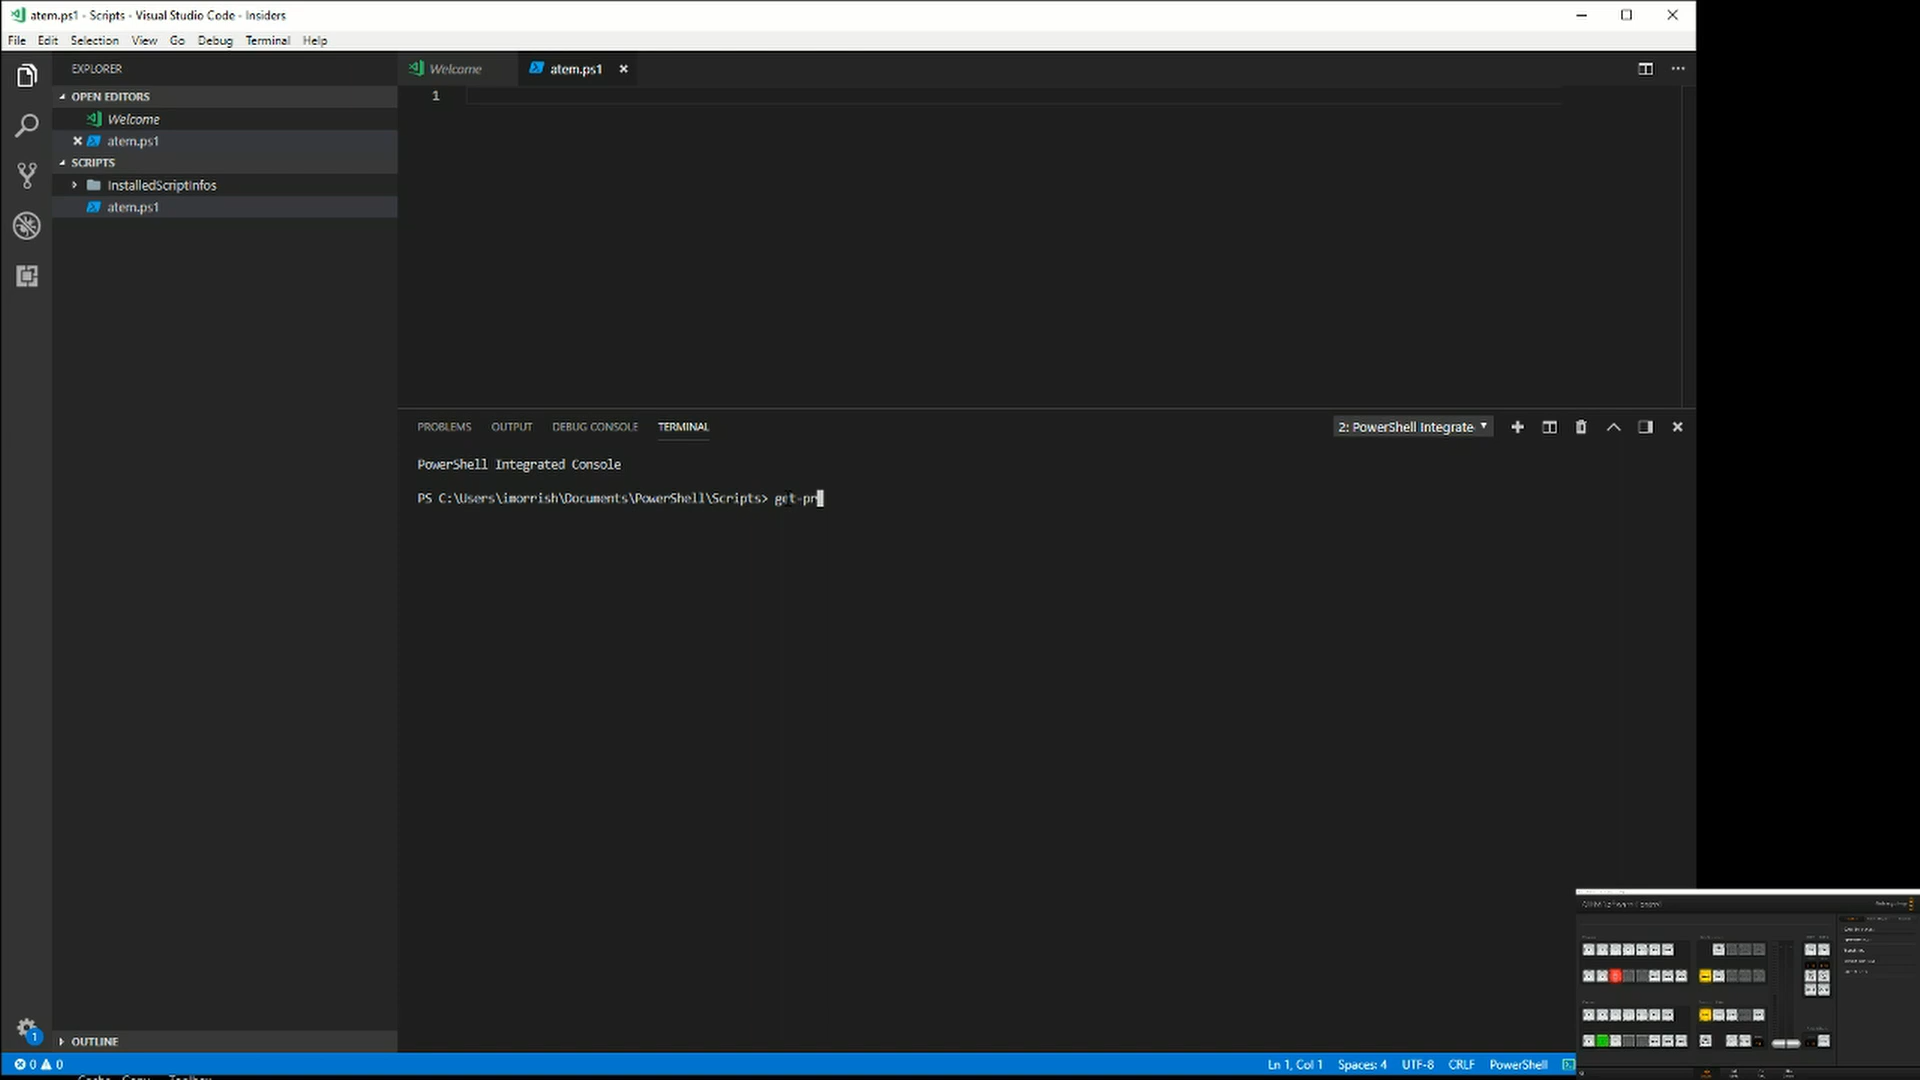 atem.ps1 - Scripts - Visual Studio Code - Insiders
File Edit Selection View Go Debug Terminal Help
EXPLORER
OPEN EDITORS
Welcome
atem.ps1
SCRIPTS
InstalledScriptInfos
atem.ps1
OUTLINE
Welcome
atem.ps1
1
PROBLEMS OUTPUT DEBUG CONSOLE TERMINAL
2: PowerShell Integrate
PowerShell Integrated Console
PS C:\Users\imorrish\Documents\PowerShell\Scripts> get-pr
1
0 0
Ln 1, Col 1 Spaces: 4 UTF-8 CRLF PowerShell